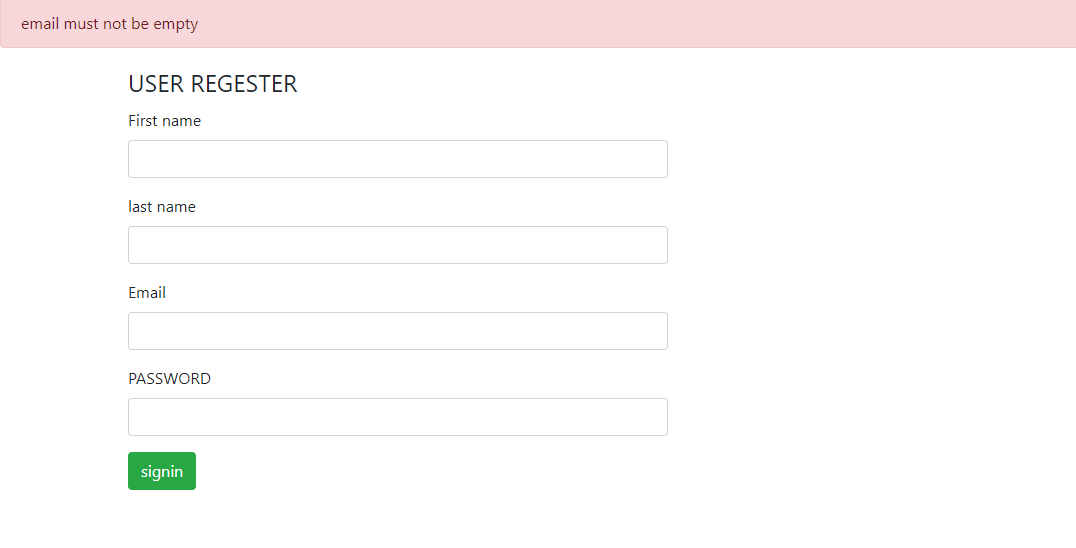 email must not be empty
USER REGESTER
First name
last name
Email
PASSWORD
signin